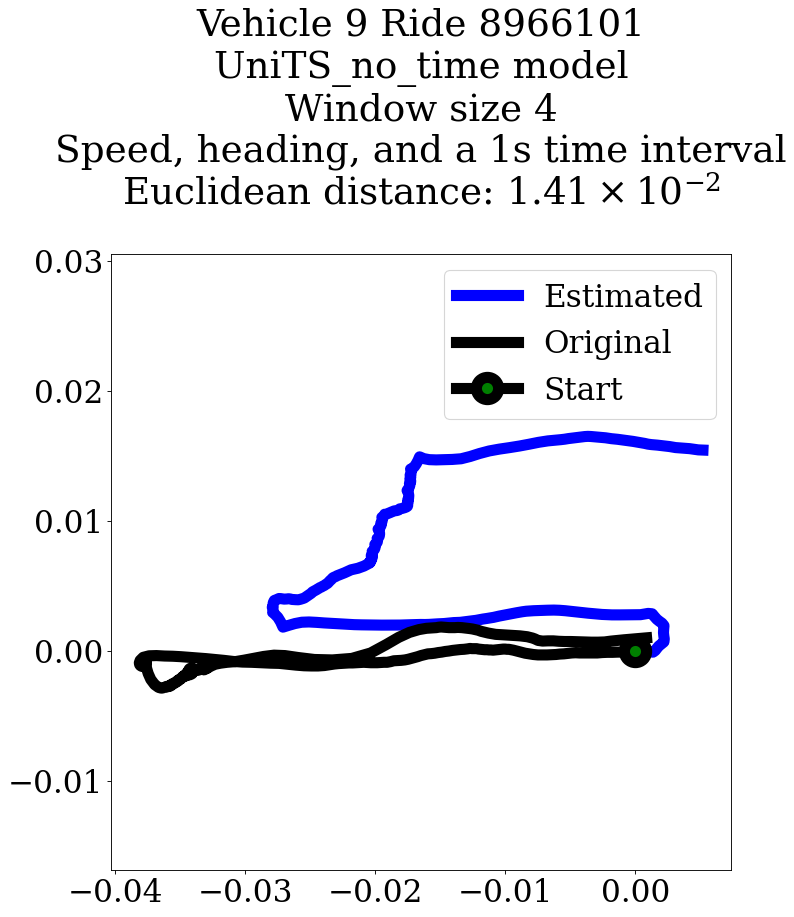 Vehicle 9 Ride 8966101
UniTS_no_time model
Window size 4
Speed, heading, and a 1s time interval
Euclidean distance: 1.41 × 10⁻²
Estimated
Original
Start
0.03
0.02
0.01
0.00
−0.01
−0.04 −0.03 −0.02 −0.01 0.00